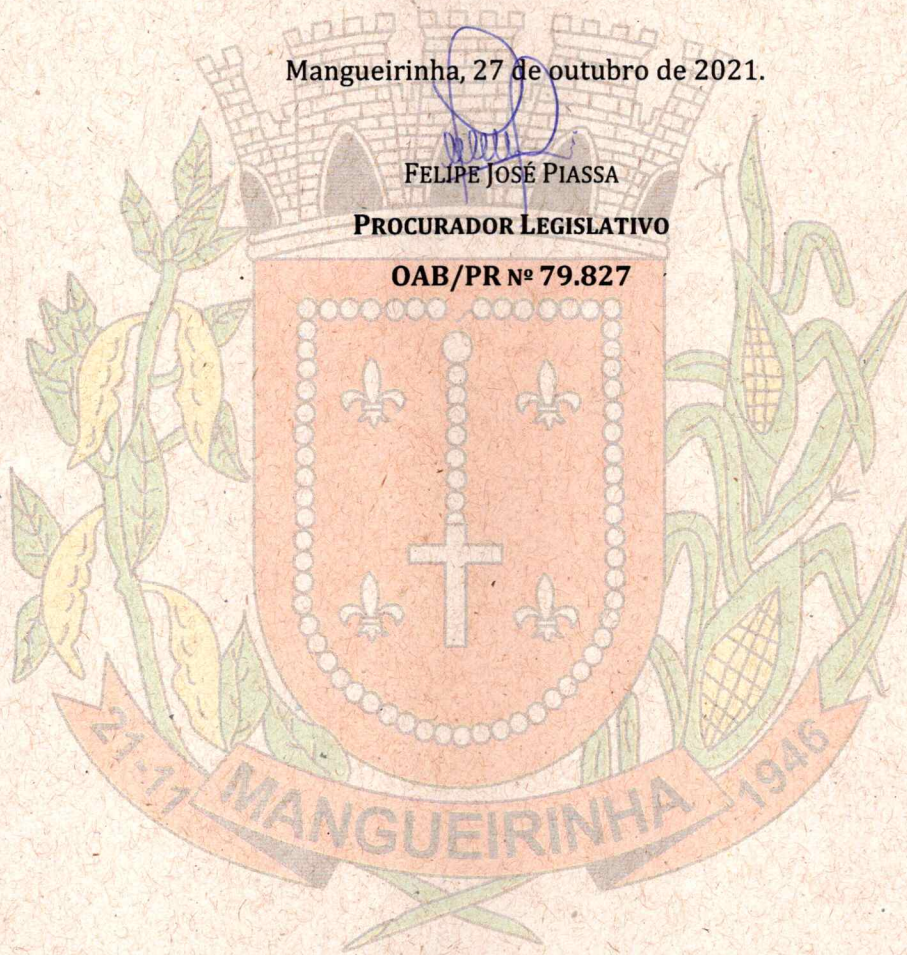 Mangueirinha, 27 de outubro de 2021.
FELIPE JOSÉ PIASSA
PROCURADOR LEGISLATIVO
OAB/PR Nº 79.827
21-11 MANGUEIRINHA 1946